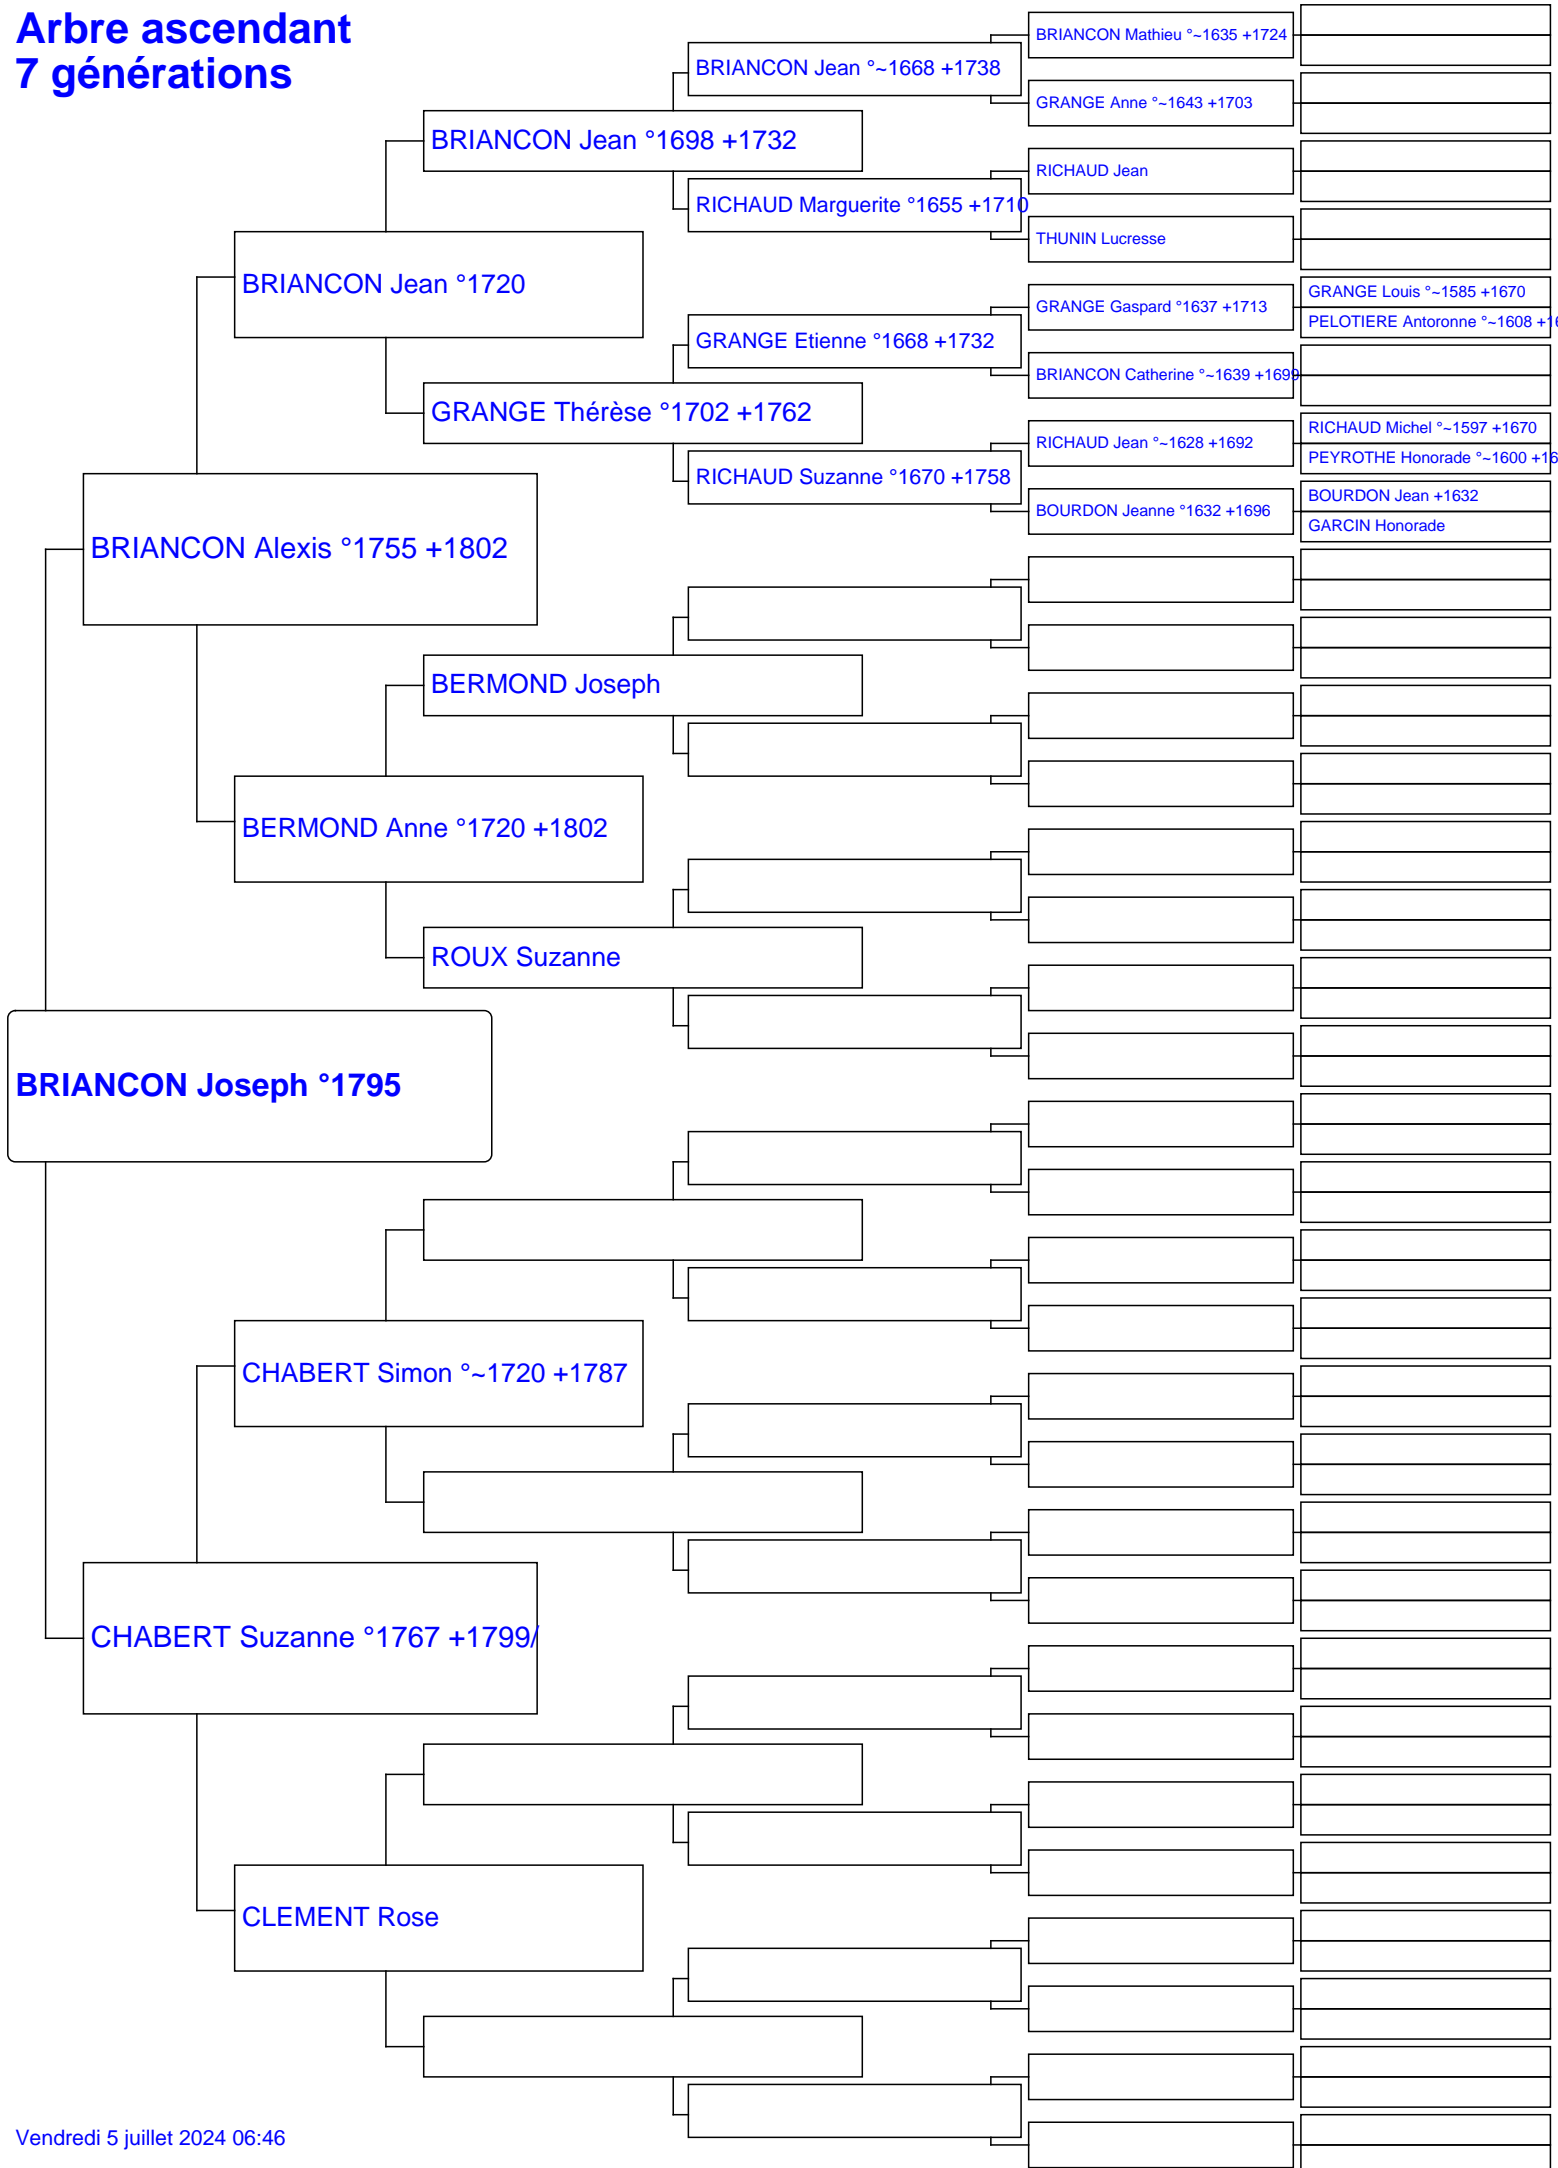 Arbre ascendant
7 générations
BRIANCON Mathieu °~1635 +1724
BRIANCON Jean °~1668 +1738
GRANGE Anne °~1643 +1703
BRIANCON Jean °1698 +1732
RICHAUD Jean
RICHAUD Marguerite °1655 +1710
THUNIN Lucresse
BRIANCON Jean °1720
GRANGE Louis °~1585 +1670
GRANGE Gaspard °1637 +1713
PELOTIERE Antoronne °~1608 +16
GRANGE Etienne °1668 +1732
BRIANCON Catherine °~1639 +1699
GRANGE Thérèse °1702 +1762
RICHAUD Michel °~1597 +1670
RICHAUD Jean °~1628 +1692
PEYROTHE Honorade °~1600 +16
RICHAUD Suzanne °1670 +1758
BOURDON Jean +1632
BOURDON Jeanne °1632 +1696
GARCIN Honorade
BRIANCON Alexis °1755 +1802
BERMOND Joseph
BERMOND Anne °1720 +1802
ROUX Suzanne
BRIANCON Joseph °1795
CHABERT Simon °~1720 +1787
CHABERT Suzanne °1767 +1799/
CLEMENT Rose
Vendredi 5 juillet 2024 06:46